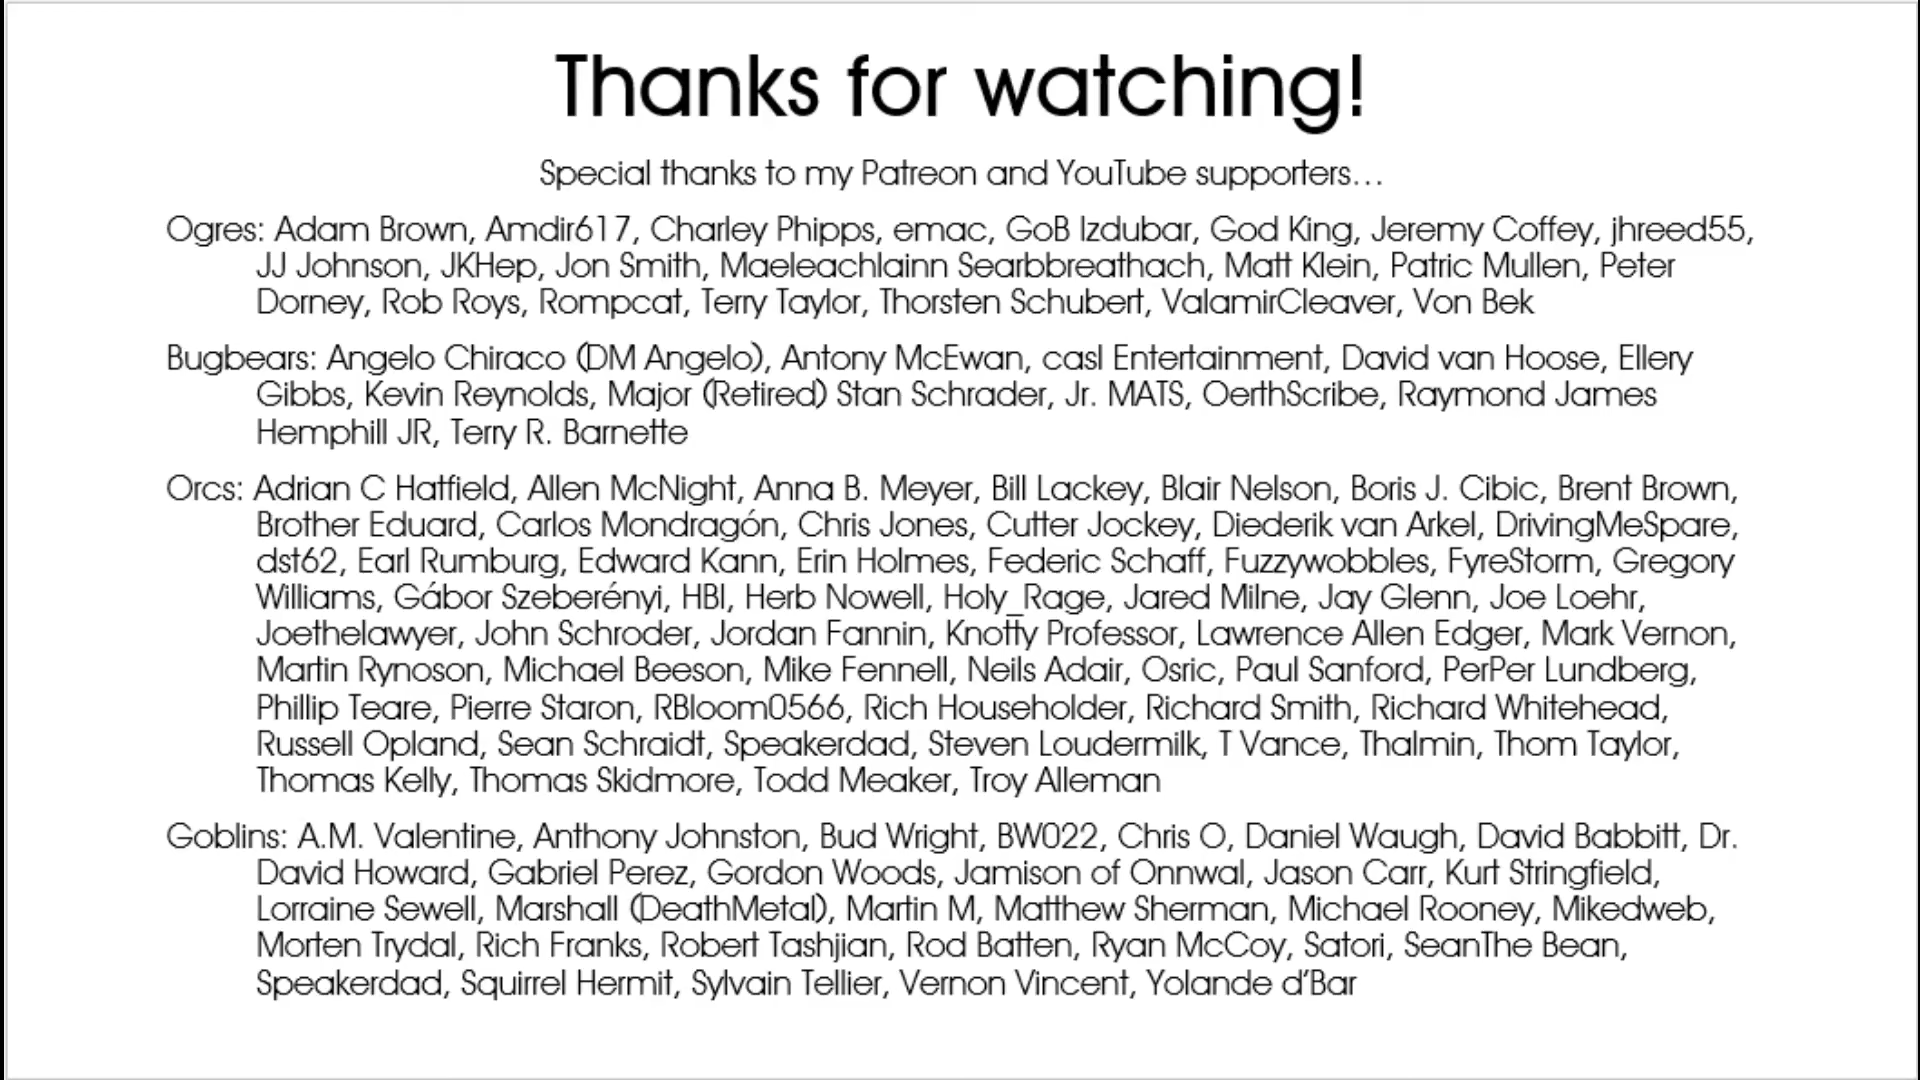 Thanks for watching!
Special thanks to my Patreon and YouTube supporters...
Ogres: Adam Brown, Amdir617, Charley Phipps, emac, GoB Izdubar, God King, Jeremy Coffey, jhreed55,
JJ Johnson, JKHep, Jon Smith, Maeleachlainn Searbbreathach, Matt Klein, Patric Mullen, Peter
Dorney, Rob Roys, Rompcat, Terry Taylor, Thorsten Schubert, ValamirCleaver, Von Bek
Bugbears: Angelo Chiraco (DM Angelo), Antony McEwan, casl Entertainment, David van Hoose, Ellery
Gibbs, Kevin Reynolds, Major (Retired) Stan Schrader, Jr. MATS, OerthScribe, Raymond James
Hemphill JR, Terry R. Barnette
Orcs: Adrian C Hatfield, Allen McNight, Anna B. Meyer, Bill Lackey, Blair Nelson, Boris J. Cibic, Brent Brown,
Brother Eduard, Carlos Mondragón, Chris Jones, Cutter Jockey, Diederik van Arkel, DrivingMeSpare,
dst62, Earl Rumburg, Edward Kann, Erin Holmes, Federic Schaff, Fuzzywobbles, FyreStorm, Gregory
Williams, Gábor Szeberényi, HBI, Herb Nowell, Holy_Rage, Jared Milne, Jay Glenn, Joe Loehr,
Joethelawyer, John Schroder, Jordan Fannin, Knotty Professor, Lawrence Allen Edger, Mark Vernon,
Martin Rynoson, Michael Beeson, Mike Fennell, Neils Adair, Osric, Paul Sanford, PerPer Lundberg,
Phillip Teare, Pierre Staron, RBloom0566, Rich Householder, Richard Smith, Richard Whitehead,
Russell Opland, Sean Schraidt, Speakerdad, Steven Loudermilk, T Vance, Thalmin, Thom Taylor,
Thomas Kelly, Thomas Skidmore, Todd Meaker, Troy Alleman
Goblins: A.M. Valentine, Anthony Johnston, Bud Wright, BW022, Chris O, Daniel Waugh, David Babbitt, Dr.
David Howard, Gabriel Perez, Gordon Woods, Jamison of Onnwal, Jason Carr, Kurt Stringfield,
Lorraine Sewell, Marshall (DeathMetal), Martin M, Matthew Sherman, Michael Rooney, Mikedweb,
Morten Trydal, Rich Franks, Robert Tashjian, Rod Batten, Ryan McCoy, Satori, SeanThe Bean,
Speakerdad, Squirrel Hermit, Sylvain Tellier, Vernon Vincent, Yolande d’Bar